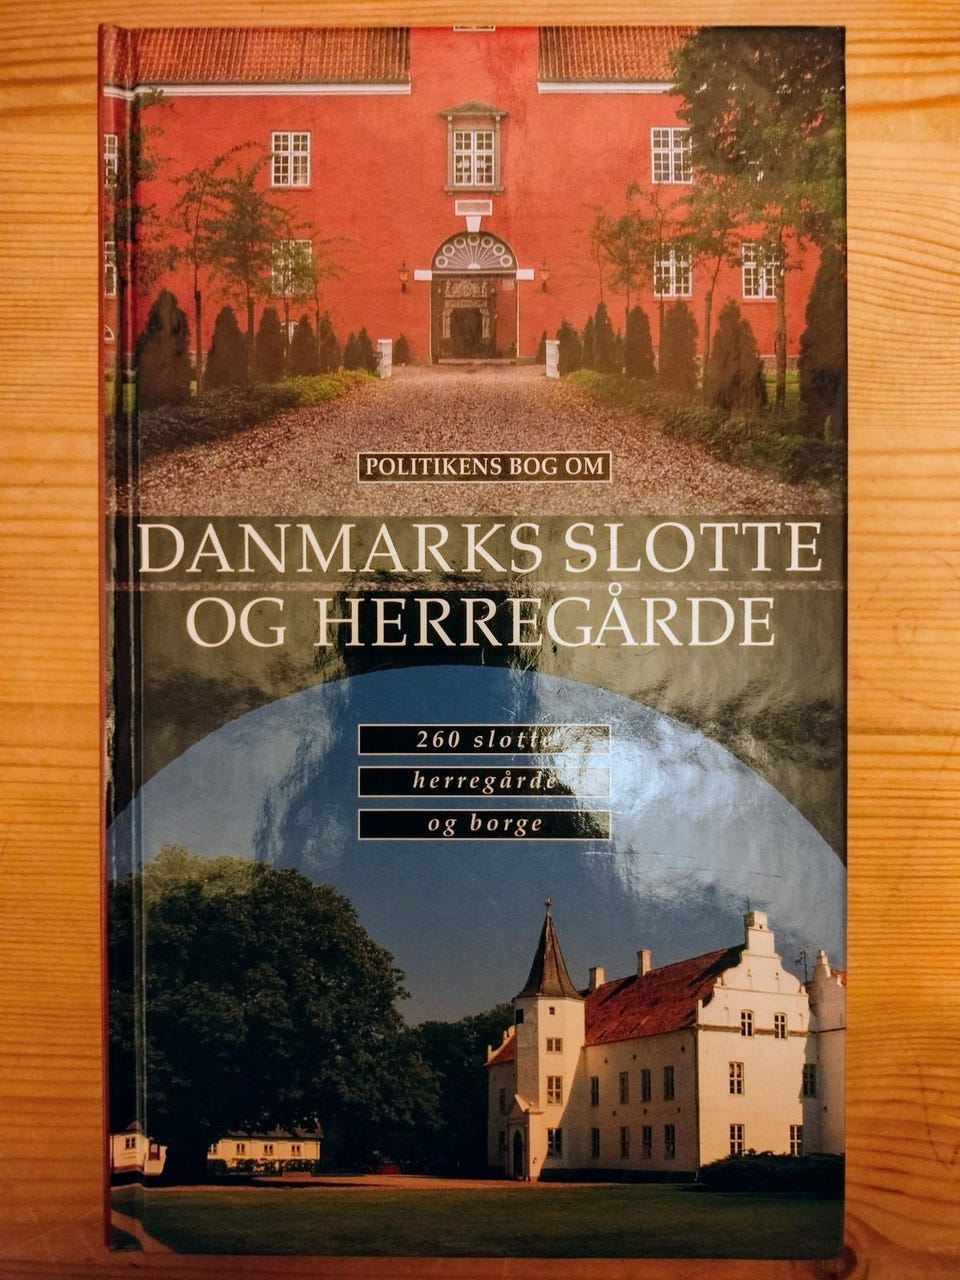 POLITIKENS BOG OM
DANMARKS SLOTTE
OG HERREGÅRDE
260 slotte
herregårde
og borge